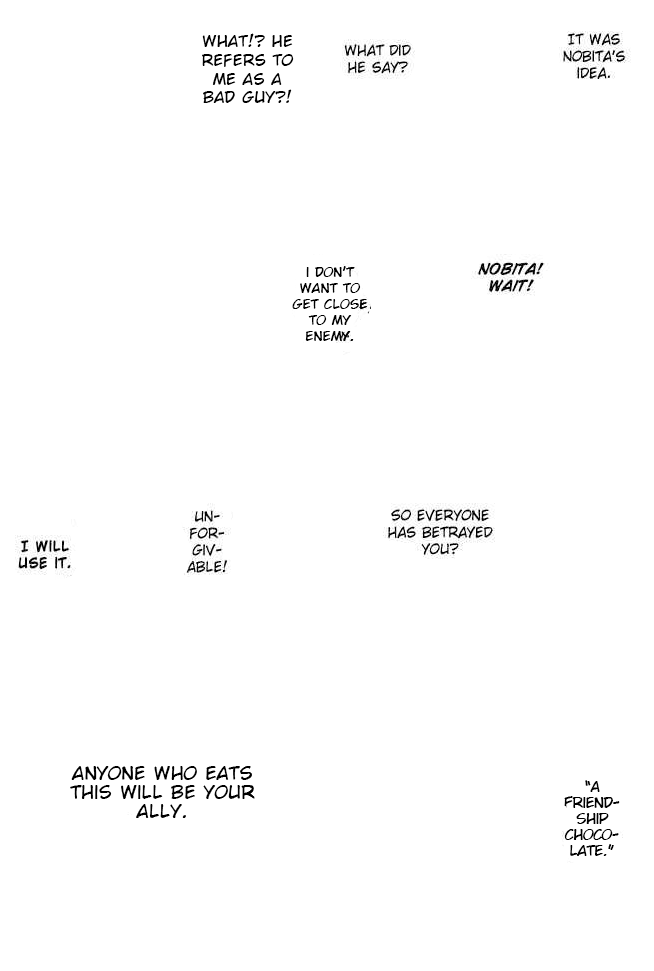 IT WAS
NOBITA'S
IDEA.
WHAT DID
HE SAY?
WHAT!? HE
REFERS TO
ME AS A
BAD GUY?!
NOBITA!
WAIT!
I DON'T
WANT TO
GET CLOSE
TO MY
ENEMY.
SO EVERYONE
HAS BETRAYED
YOU?
UN-
FOR-
GIV-
ABLE!
I WILL
USE IT.
"A
FRIEND-
SHIP
CHOCO-
LATE."
ANYONE WHO EATS
THIS WILL BE YOUR
ALLY.